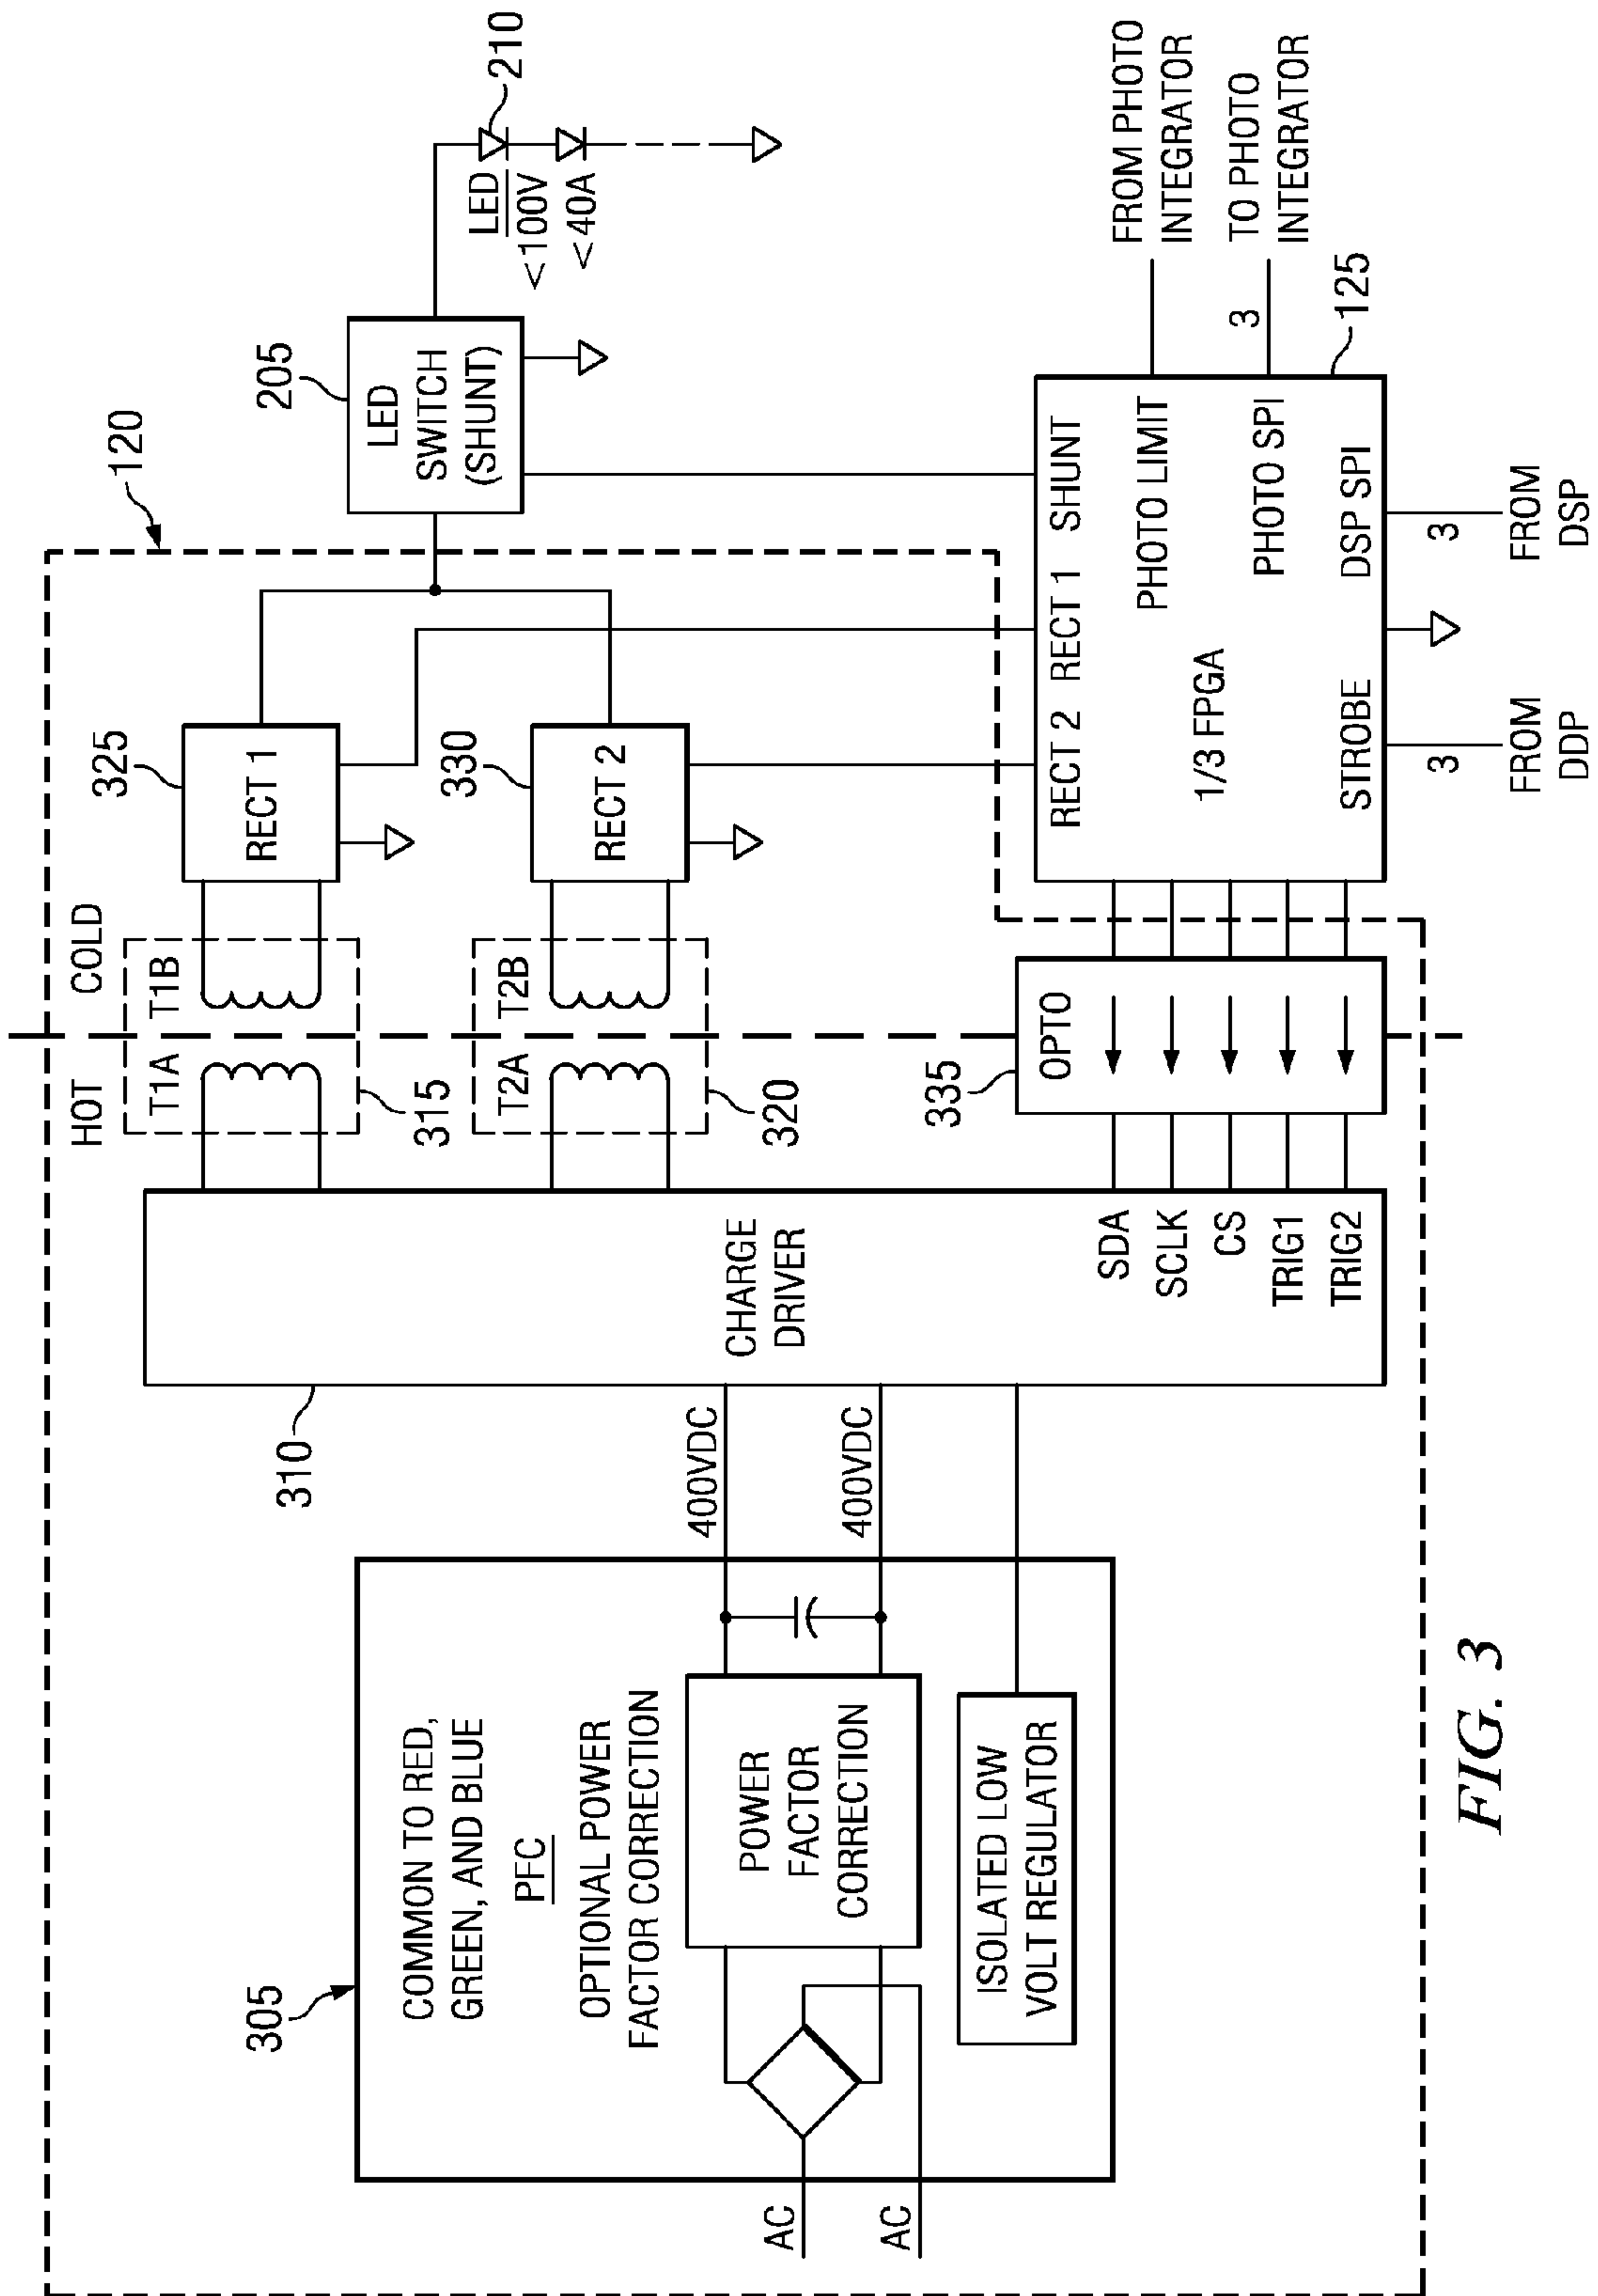 120
HOT
COLD
305
COMMON TO RED,
GREEN, AND BLUE
PFC
OPTIONAL POWER
FACTOR CORRECTION
POWER
FACTOR
CORRECTION
ISOLATED LOW
VOLT REGULATOR
AC
AC
400VDC
400VDC
310
CHARGE
DRIVER
SDA
SCLK
CS
TRIG1
TRIG2
T1A
T1B
315
T2A
T2B
320
335
OPTO
325
RECT 1
330
RECT 2
205
LED
SWITCH
(SHUNT)
210
LED
<100V
<40A
RECT 2
RECT 1
SHUNT
PHOTO LIMIT
1/3 FPGA
PHOTO SPI
STROBE
DSP SPI
FROM PHOTO
INTEGRATOR
3
TO PHOTO
INTEGRATOR
125
3
FROM
DDP
3
FROM
DSP
FIG. 3